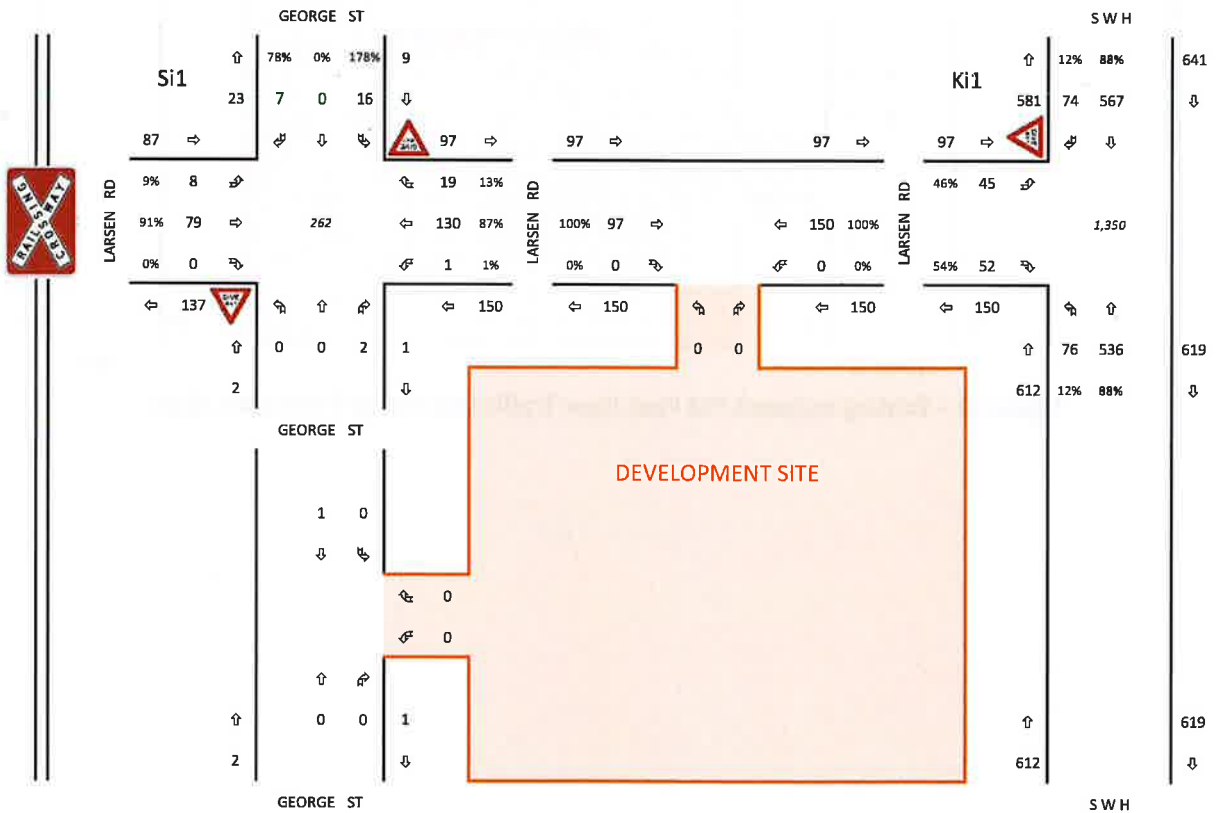 GEORGE ST
S W H
78% 0% 178% 9
12% 88% 641
Si1
Ki1
23 7 0 16
581 74 567
87 97 97 97 97
9% 8 19 13% 46% 45
LARSEN RD
91% 79 262 130 87%
LARSEN RD
100% 97 150 100%
LARSEN RD
1,350
0% 0 1 1% 0% 0 0 0% 54% 52
137 150 150 150 150
0 0 2 1
0 0
76 536 619
2
612 12% 88%
GEORGE ST
DEVELOPMENT SITE
1 0
0
0
0 0 1
619
2
612
GEORGE ST
S W H
RAILWAY
CROSSING
GIVE WAY